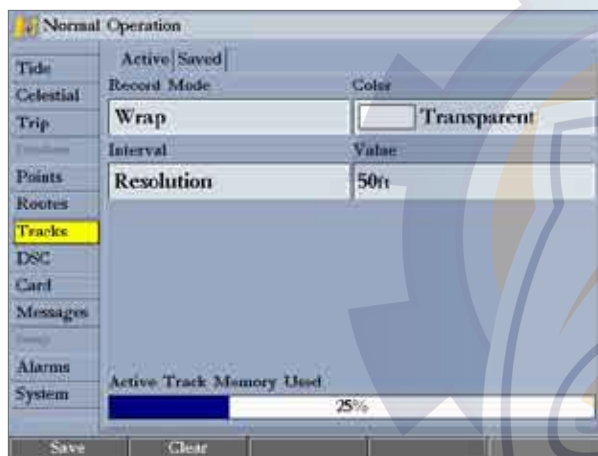 Normal Operation
Active Saved
Tide
Celestial
Trip
Points
Routes
Tracks
DSC
Card
Messages
Alarms
System
Record Mode
Color
Wrap
Transparent
Interval
Value
Resolution
50ft
Active Track Memory Used
25%
Save
Clear